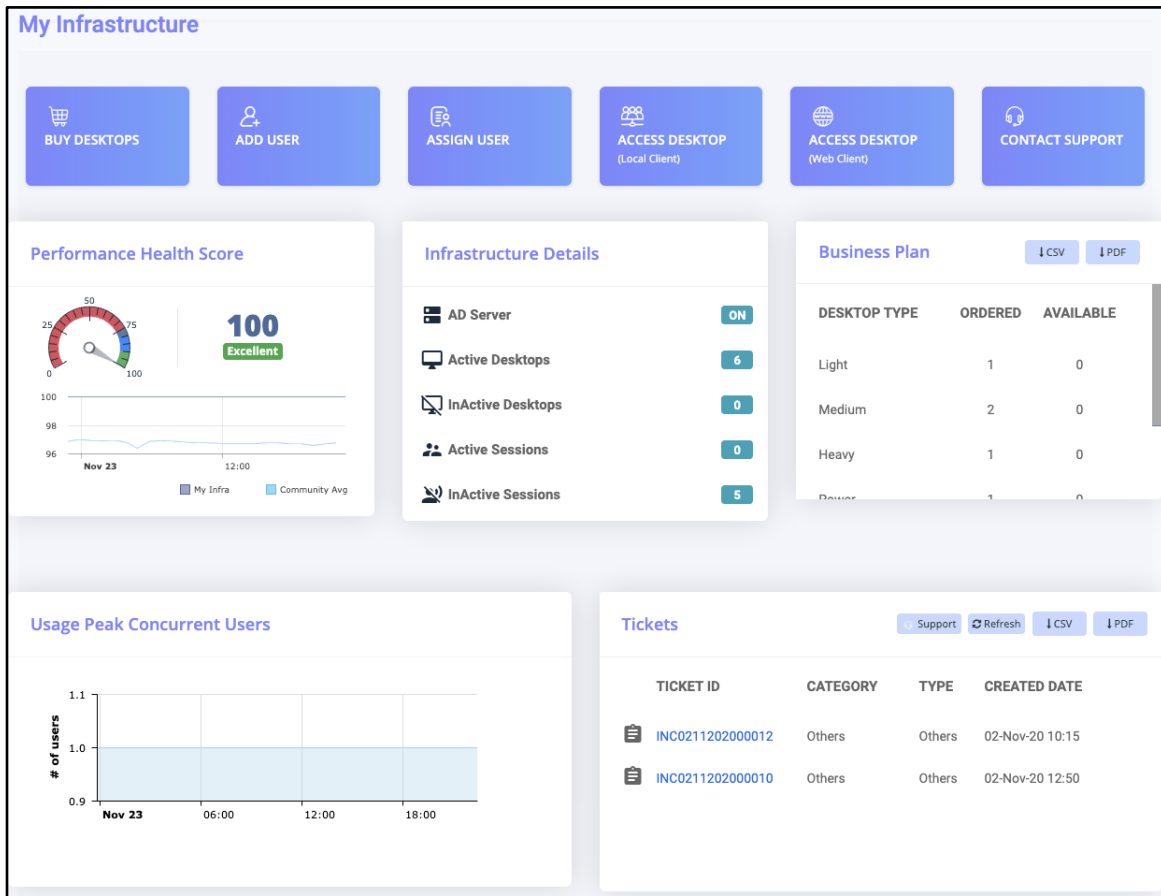 My Infrastructure
BUY DESKTOPS
ADD USER
ASSIGN USER
ACCESS DESKTOP
(Local Client)
ACCESS DESKTOP
(Web Client)
CONTACT SUPPORT
Performance Health Score
0
25
50
75
100
100
Excellent
100
98
96
Nov 23
12:00
My Infra
Community Avg
Infrastructure Details
AD Server ON
Active Desktops 6
InActive Desktops 0
Active Sessions 0
InActive Sessions 5
Business Plan
CSV
PDF
DESKTOP TYPE ORDERED AVAILABLE
Light 1 0
Medium 2 0
Heavy 1 0
Power 1 0
Usage Peak Concurrent Users
# of users
1.1
1.0
0.9
Nov 23 06:00 12:00 18:00
Tickets
Support
Refresh
CSV
PDF
TICKET ID CATEGORY TYPE CREATED DATE
INC0211202000012 Others Others 02-Nov-20 10:15
INC0211202000010 Others Others 02-Nov-20 12:50